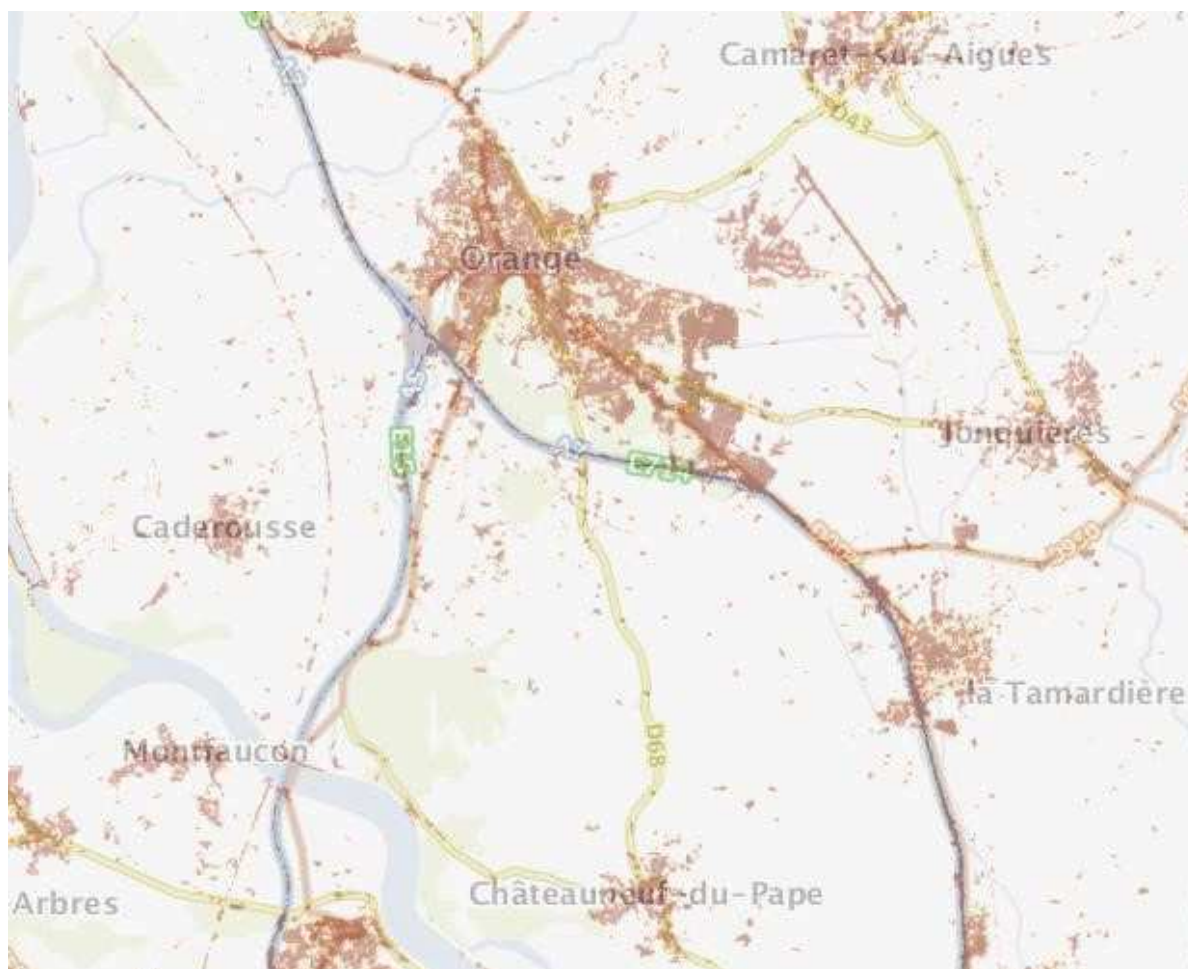 Camaret-sur-Aigues
D43
Orange
Jonquières
Caderousse
la Tamardière
Montfaucon
D68
Châteauneuf-du-Pape
Arbres